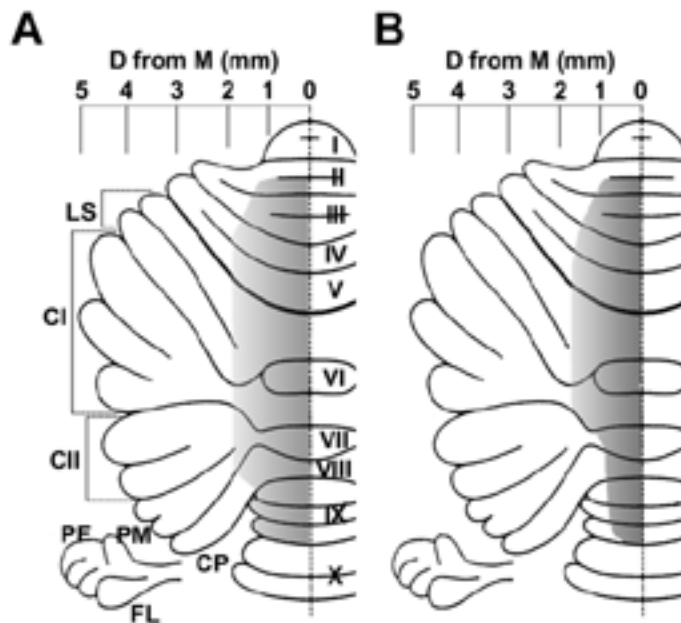 A
B
D from M (mm)
D from M (mm)
5 4 3 2 1 0
5 4 3 2 1 0
I
II
LS
III
IV
V
CI
VI
VII
CII
VIII
IX
PF PM
CP
X
FL